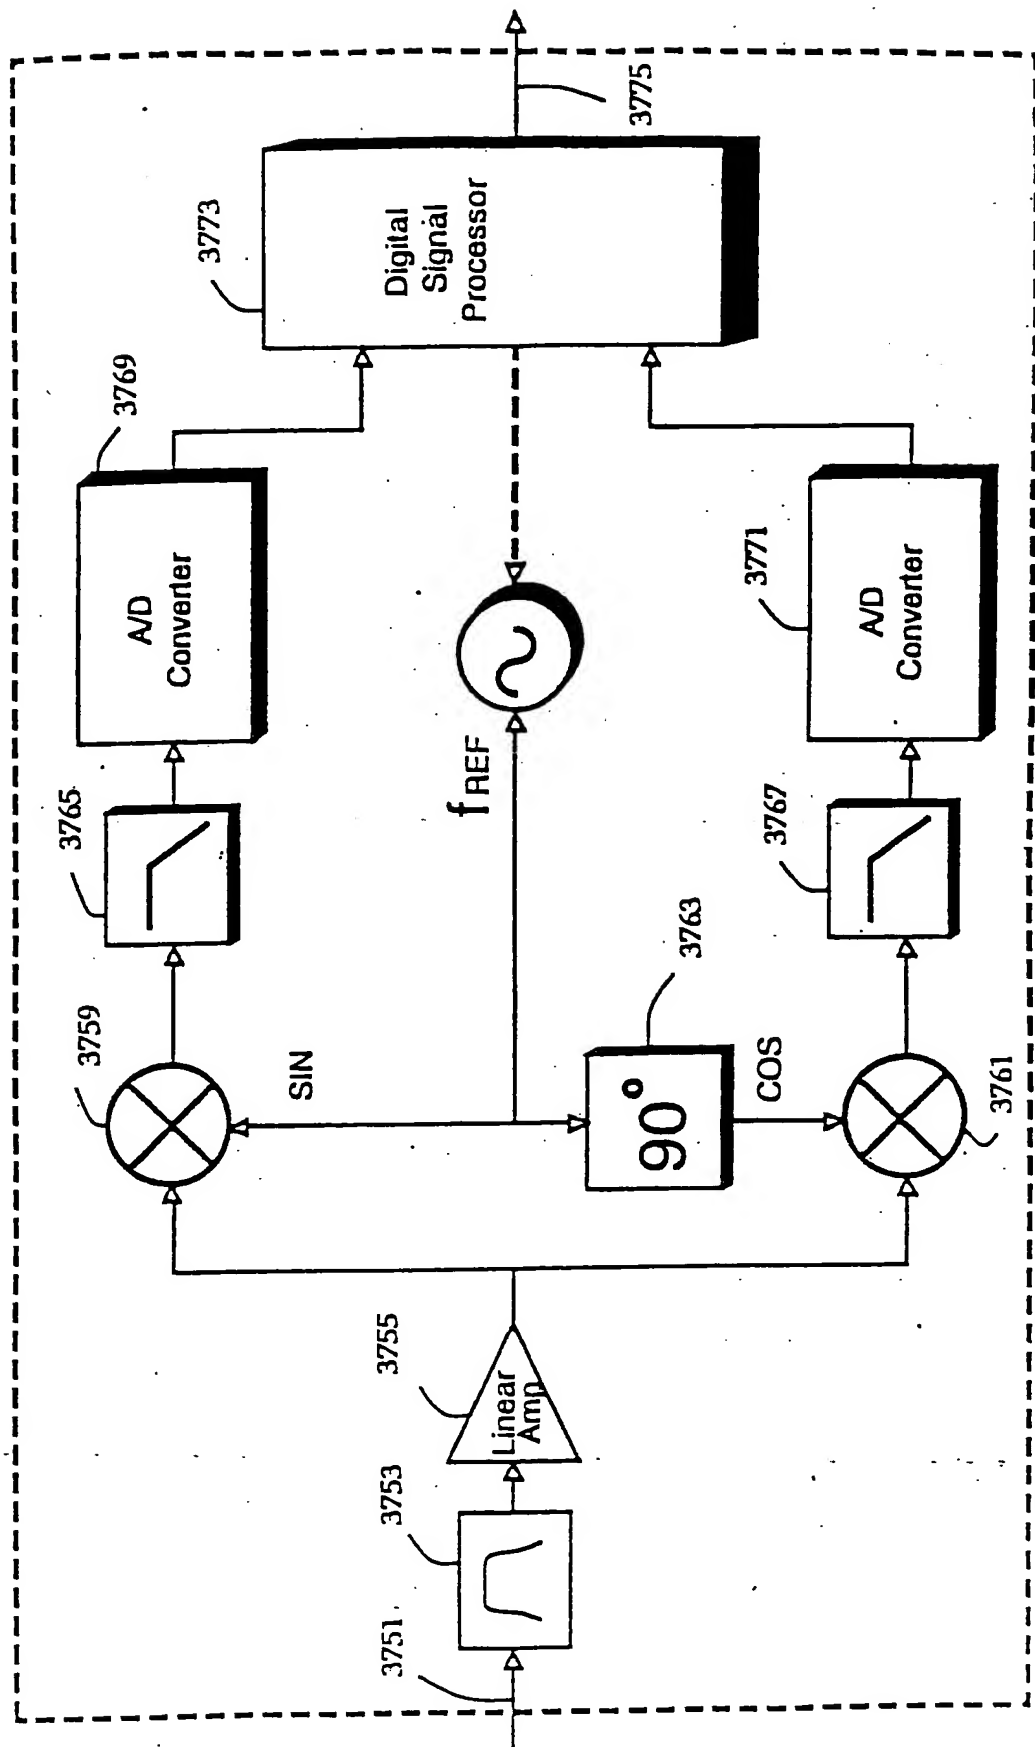 3751
3753
3755
Linear
Amp
3759
SIN
3763
90°
COS
3761
3765
3767
fREF
3769
A/D
Converter
3771
A/D
Converter
3773
Digital
Signal
Processor
3775